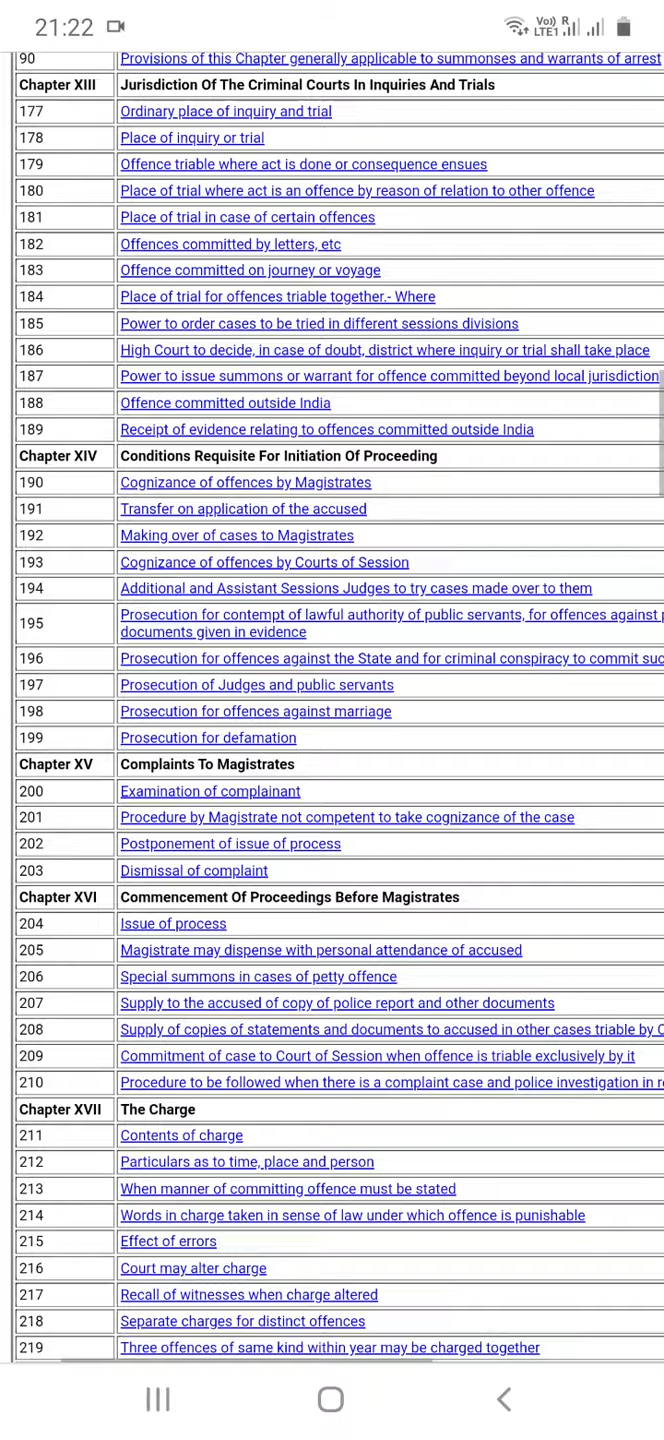 21:22 Vo) R LTE1
90 Provisions of this Chapter generally applicable to summonses and warrants of arrest
Chapter XIII Jurisdiction Of The Criminal Courts In Inquiries And Trials
177 Ordinary place of inquiry and trial
178 Place of inquiry or trial
179 Offence triable where act is done or consequence ensues
180 Place of trial where act is an offence by reason of relation to other offence
181 Place of trial in case of certain offences
182 Offences committed by letters, etc
183 Offence committed on journey or voyage
184 Place of trial for offences triable together.- Where
185 Power to order cases to be tried in different sessions divisions
186 High Court to decide, in case of doubt, district where inquiry or trial shall take place
187 Power to issue summons or warrant for offence committed beyond local jurisdiction
188 Offence committed outside India
189 Receipt of evidence relating to offences committed outside India
Chapter XIV Conditions Requisite For Initiation Of Proceeding
190 Cognizance of offences by Magistrates
191 Transfer on application of the accused
192 Making over of cases to Magistrates
193 Cognizance of offences by Courts of Session
194 Additional and Assistant Sessions Judges to try cases made over to them
195 Prosecution for contempt of lawful authority of public servants, for offences against
documents given in evidence
196 Prosecution for offences against the State and for criminal conspiracy to commit suc
197 Prosecution of Judges and public servants
198 Prosecution for offences against marriage
199 Prosecution for defamation
Chapter XV Complaints To Magistrates
200 Examination of complainant
201 Procedure by Magistrate not competent to take cognizance of the case
202 Postponement of issue of process
203 Dismissal of complaint
Chapter XVI Commencement Of Proceedings Before Magistrates
204 Issue of process
205 Magistrate may dispense with personal attendance of accused
206 Special summons in cases of petty offence
207 Supply to the accused of copy of police report and other documents
208 Supply of copies of statements and documents to accused in other cases triable by C
209 Commitment of case to Court of Session when offence is triable exclusively by it
210 Procedure to be followed when there is a complaint case and police investigation in r
Chapter XVII The Charge
211 Contents of charge
212 Particulars as to time, place and person
213 When manner of committing offence must be stated
214 Words in charge taken in sense of law under which offence is punishable
215 Effect of errors
216 Court may alter charge
217 Recall of witnesses when charge altered
218 Separate charges for distinct offences
219 Three offences of same kind within year may be charged together